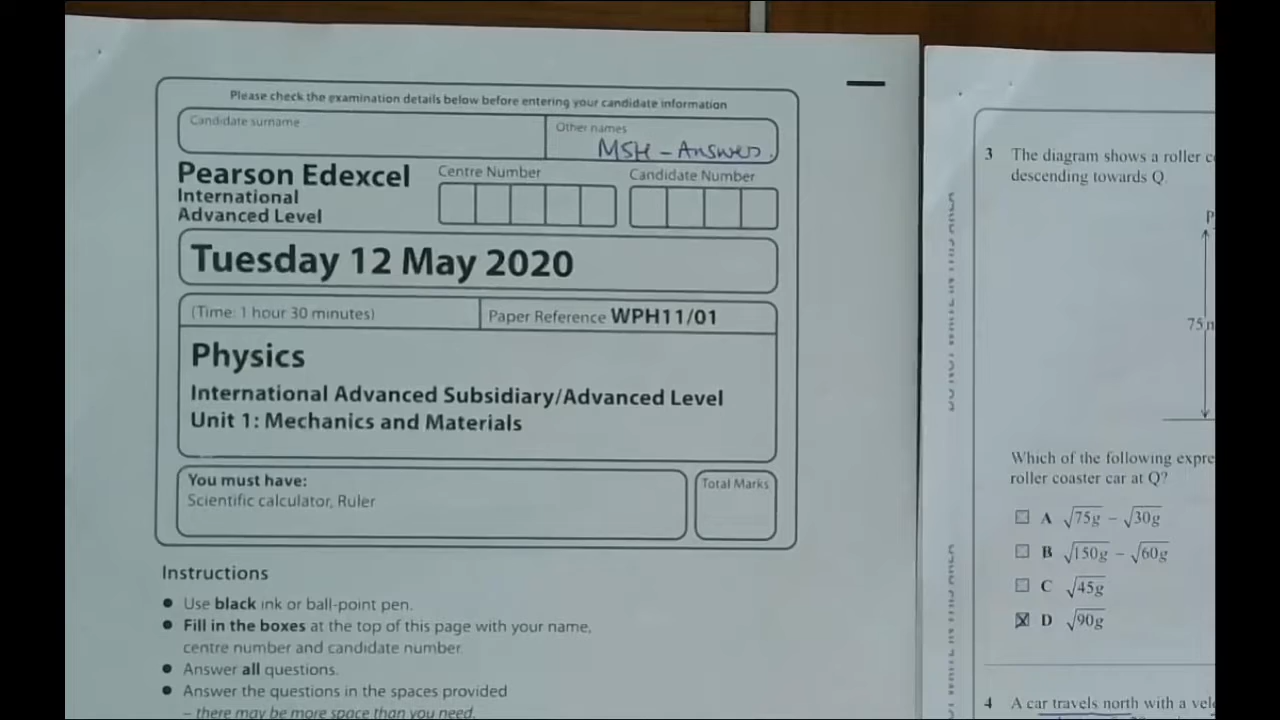 Please check the examination details below before entering your candidate information
Candidate surname
Other names
MSH - Answer.
Pearson Edexcel
International
Advanced Level
Centre Number
Candidate Number
Tuesday 12 May 2020
(Time: 1 hour 30 minutes)
Paper Reference WPH11/01
Physics
International Advanced Subsidiary/Advanced Level
Unit 1: Mechanics and Materials
You must have:
Scientific calculator, Ruler
Total Marks
Instructions
● Use black ink or ball-point pen.
● Fill in the boxes at the top of this page with your name,
centre number and candidate number
● Answer all questions.
● Answer the questions in the spaces provided
– there may be more space than you need.
3 The diagram shows a roller
descending towards Q.
P
75
Which of the following
roller coaster car at Q?
A √75g – √30g
B √150g – √60g
C √45g
D √90g
4 A car travels north with a